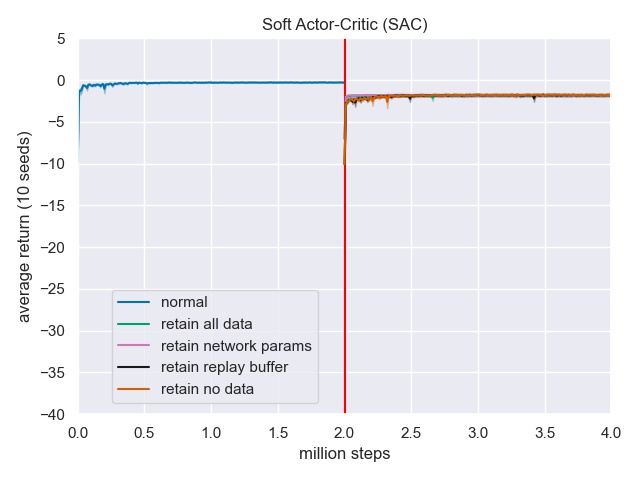 Soft Actor-Critic (SAC)
5
0
−5
−10
−15
−20
−25
−30
−35
−40
average return (10 seeds)
normal
retain all data
retain network params
retain replay buffer
retain no data
0.0 0.5 1.0 1.5 2.0 2.5 3.0 3.5 4.0
million steps